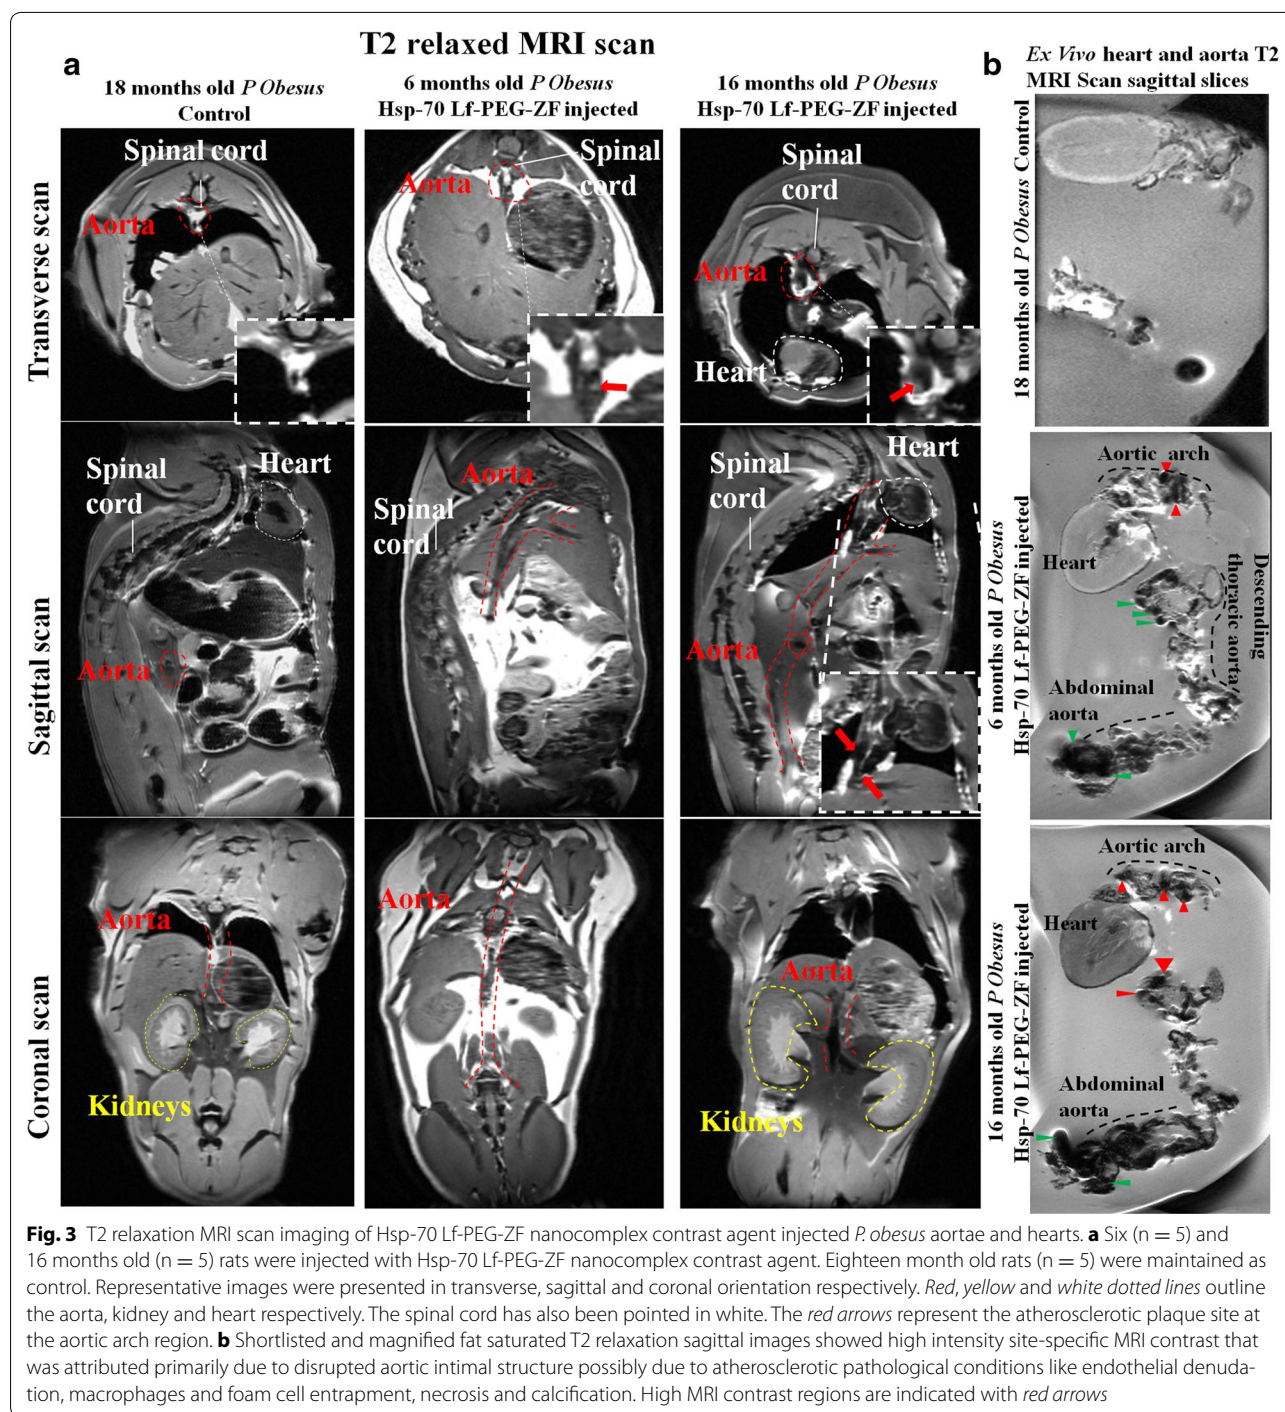 T2 relaxed MRI scan
a
18 months old P Obesus
Control
6 months old P Obesus
Hsp-70 Lf-PEG-ZF injected
16 months old P Obesus
Hsp-70 Lf-PEG-ZF injected
Transverse scan
Spinal cord
Aorta
Spinal
cord
Aorta
Spinal
cord
Aorta
Heart
Sagittal scan
Spinal
cord
Heart
Aorta
Aorta
Spinal
cord
Spinal
cord
Heart
Aorta
Coronal scan
Aorta
Kidneys
Aorta
Aorta
Kidneys
b
Ex Vivo heart and aorta T2
MRI Scan sagittal slices
18 months old P Obesus Control
6 months old P Obesus
Hsp-70 Lf-PEG-ZF injected
Aortic arch
Heart
Descending
thoracic aorta
Abdominal
aorta
16 months old P Obesus
Hsp-70 Lf-PEG-ZF injected
Aortic arch
Heart
Abdominal
aorta
Fig. 3 T2 relaxation MRI scan imaging of Hsp-70 Lf-PEG-ZF nanocomplex contrast agent injected P. obesus aortae and hearts. a Six (n = 5) and
16 months old (n = 5) rats were injected with Hsp-70 Lf-PEG-ZF nanocomplex contrast agent. Eighteen month old rats (n = 5) were maintained as
control. Representative images were presented in transverse, sagittal and coronal orientation respectively. Red, yellow and white dotted lines outline
the aorta, kidney and heart respectively. The spinal cord has also been pointed in white. The red arrows represent the atherosclerotic plaque site at
the aortic arch region. b Shortlisted and magnified fat saturated T2 relaxation sagittal images showed high intensity site-specific MRI contrast that
was attributed primarily due to disrupted aortic intimal structure possibly due to atherosclerotic pathological conditions like endothelial denuda-
tion, macrophages and foam cell entrapment, necrosis and calcification. High MRI contrast regions are indicated with red arrows